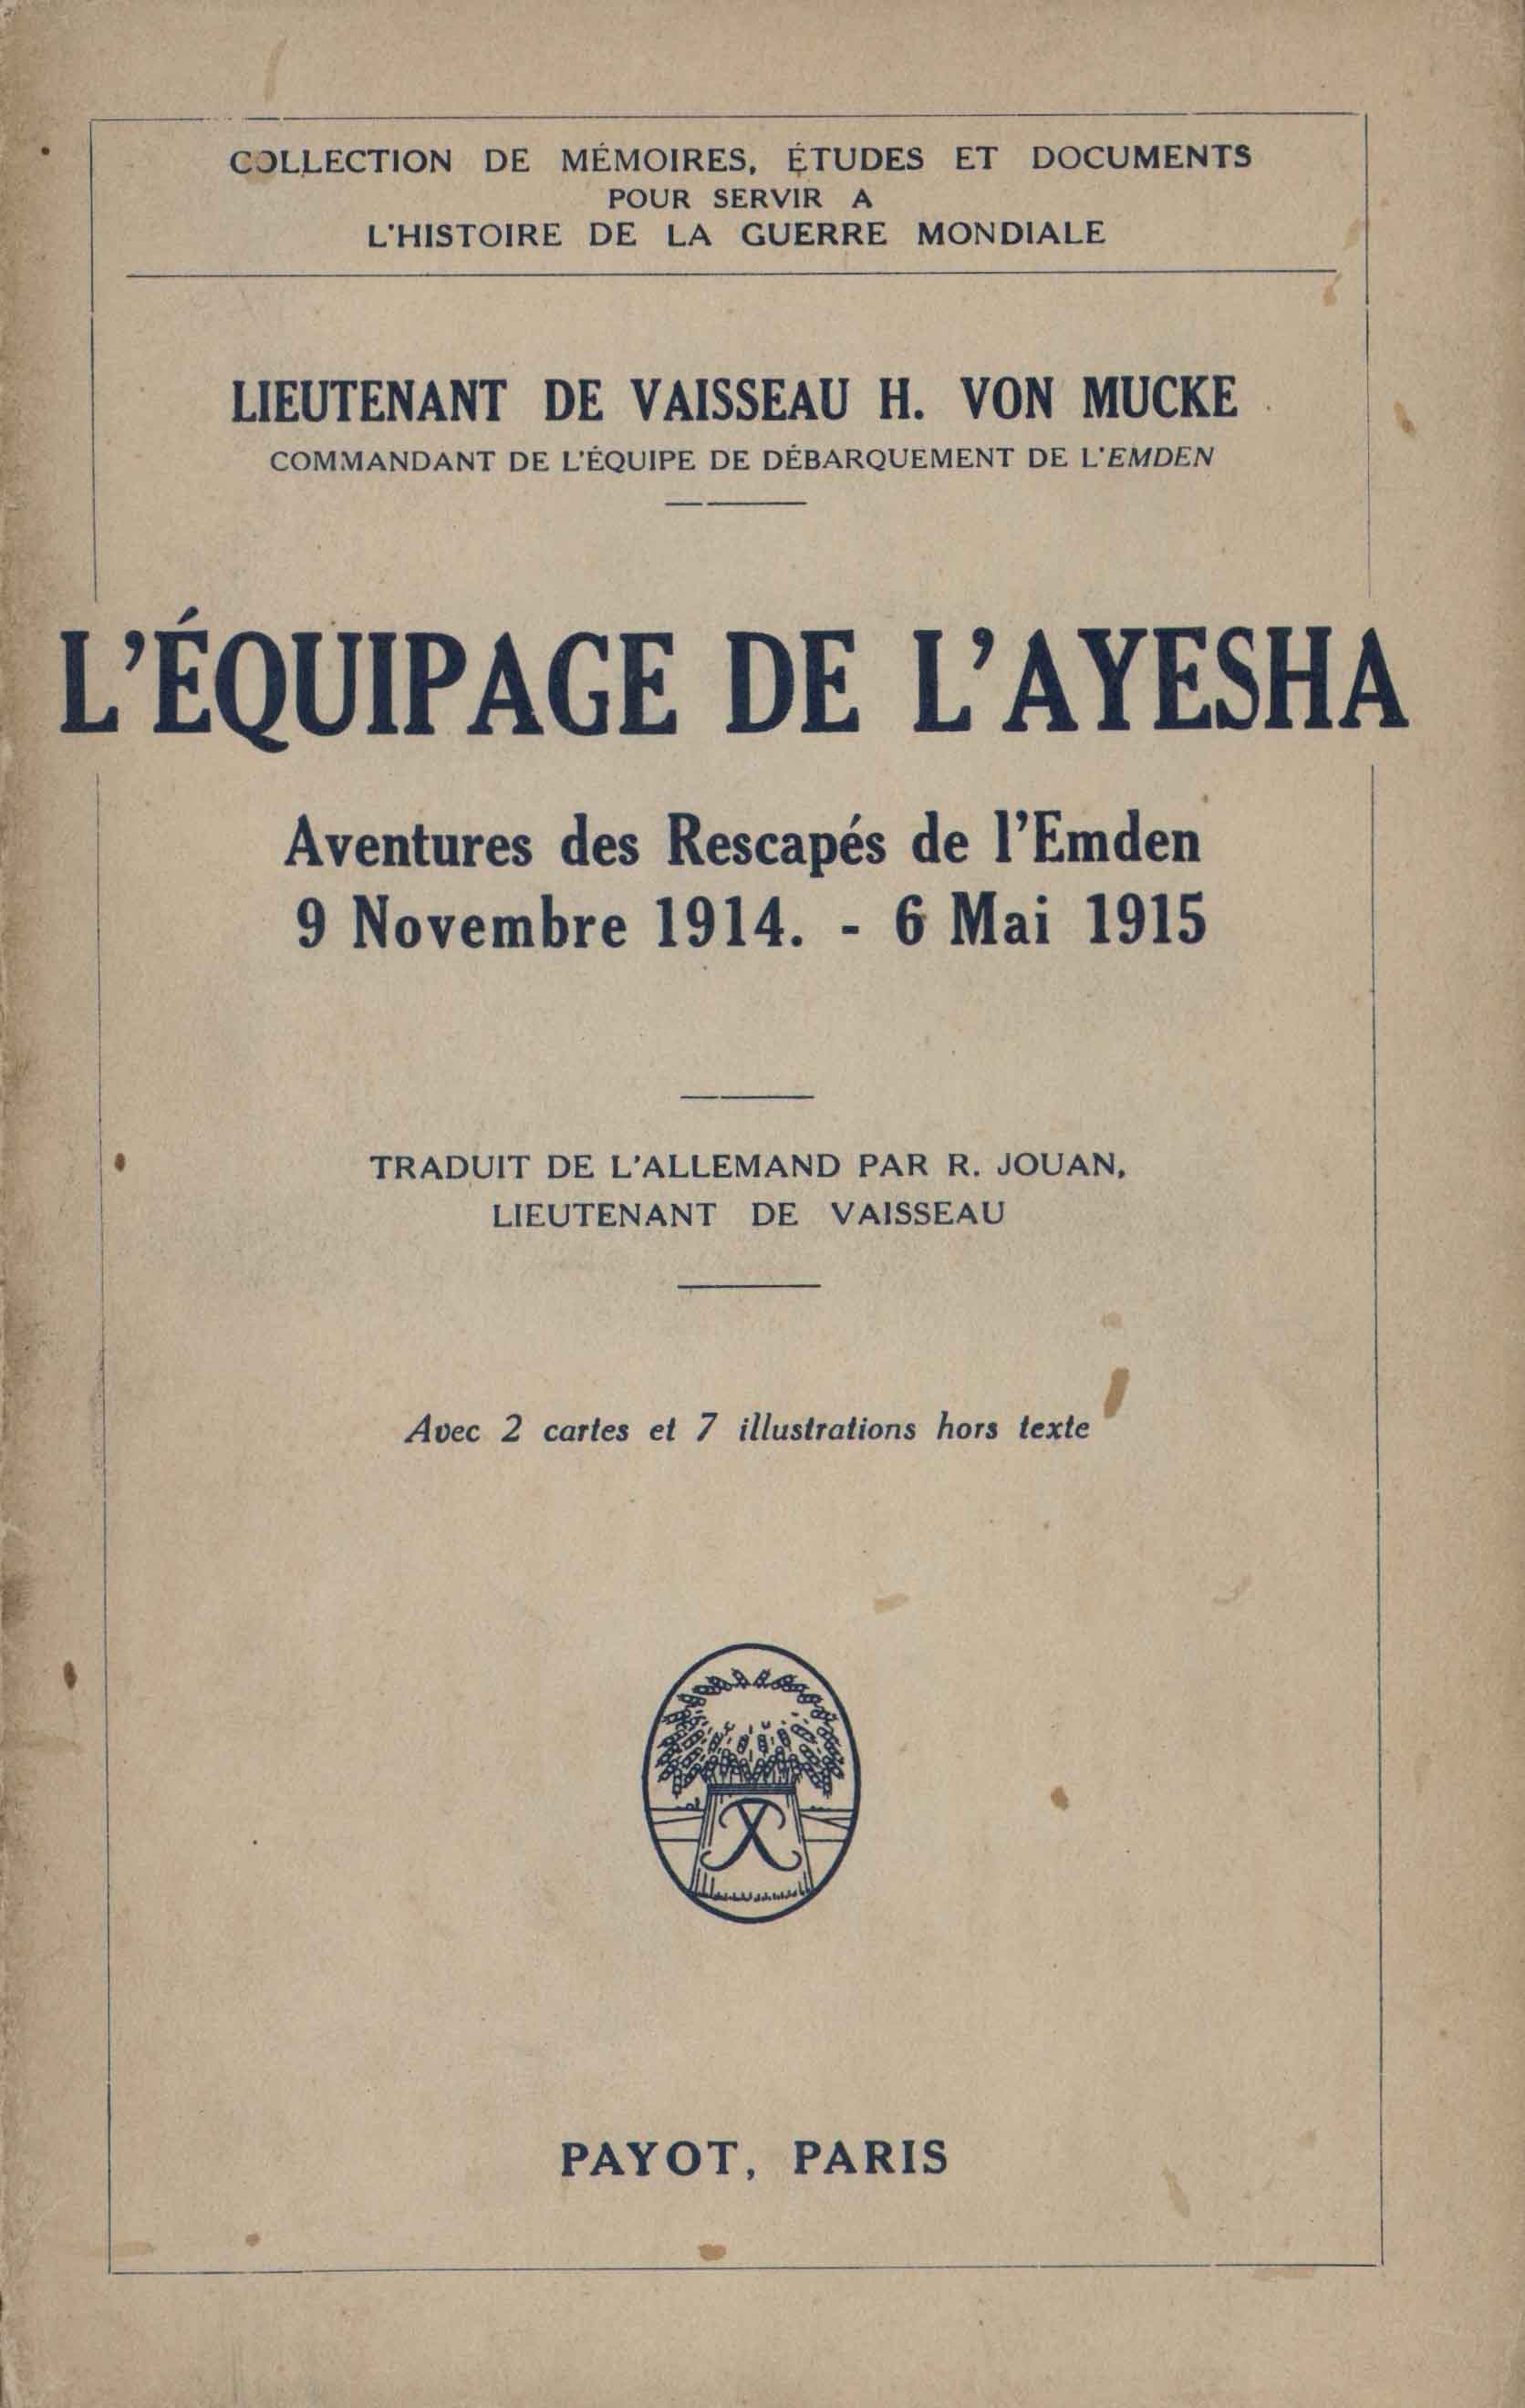 COLLECTION DE MÉMOIRES, ÉTUDES ET DOCUMENTS
POUR SERVIR A
L'HISTOIRE DE LA GUERRE MONDIALE
LIEUTENANT DE VAISSEAU H. VON MUCKE
COMMANDANT DE L'ÉQUIPE DE DÉBARQUEMENT DE L'EMDEN
L'ÉQUIPAGE DE L'AYESHA
Aventures des Rescapés de l'Emden
9 Novembre 1914. - 6 Mai 1915
TRADUIT DE L'ALLEMAND PAR R. JOUAN,
LIEUTENANT DE VAISSEAU
Avec 2 cartes et 7 illustrations hors texte
PAYOT, PARIS